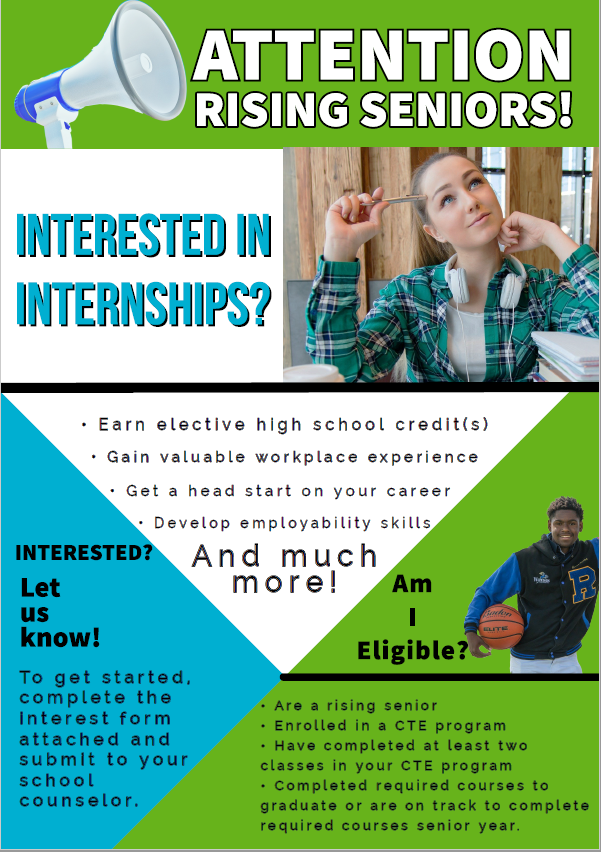 ATTENTION
RISING SENIORS!
INTERESTED IN
INTERNSHIPS?
• Earn elective high school credit(s)
• Gain valuable workplace experience
• Get a head start on your career
• Develop employability skills
And much
more!
INTERESTED?
Let
us
know!
To get started,
complete the
Interest form
attached and
submit to your
school
counselor.
Am
I
Eligible?
R
ELITE
• Are a rising senior
• Enrolled in a CTE program
• Have completed at least two
classes in your CTE program
• Completed required courses to
graduate or are on track to complete
required courses senior year.